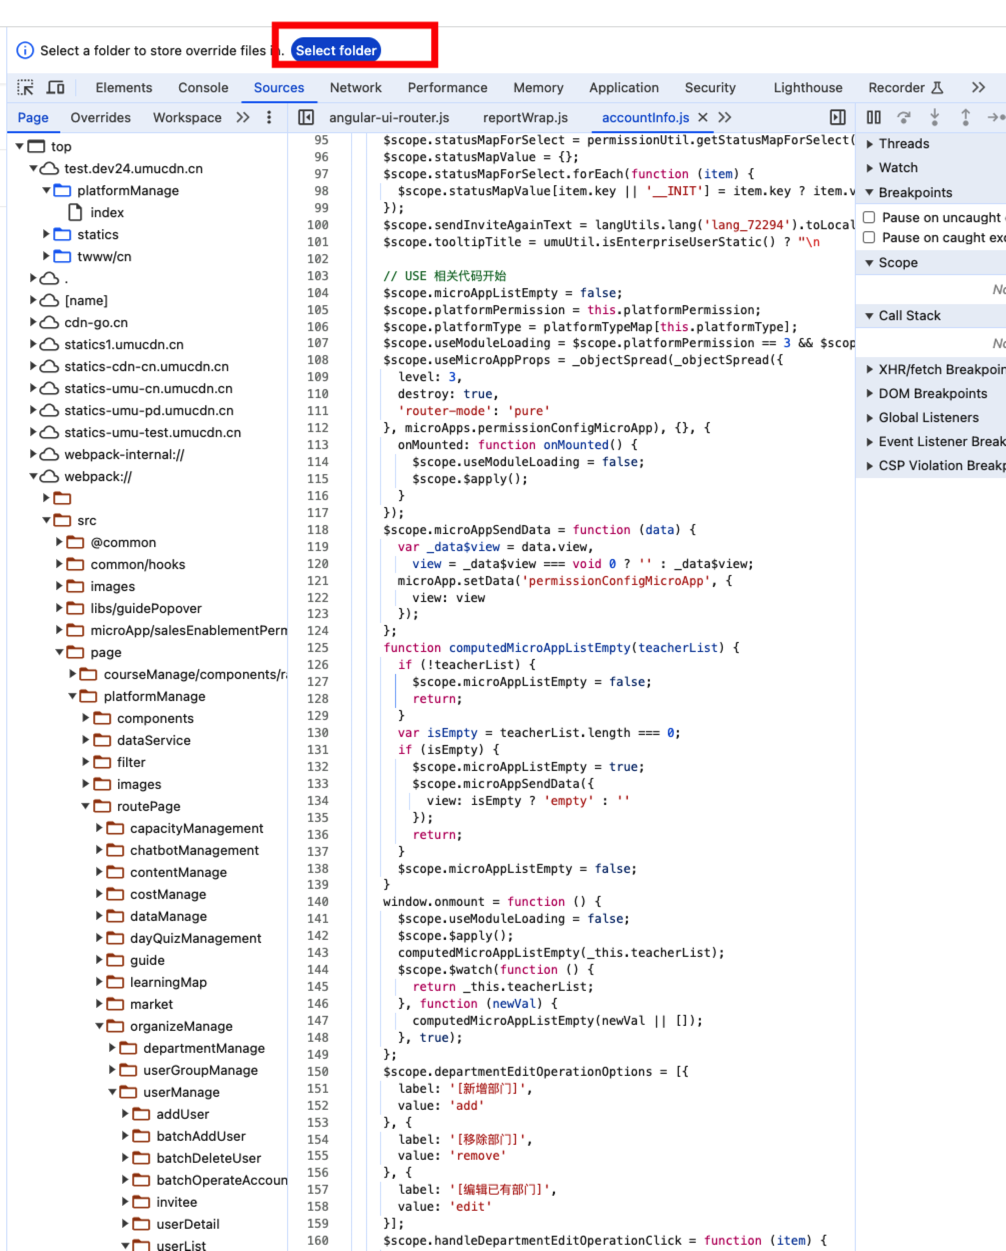 Select a folder to store override files in. Select folder
Elements Console Sources Network Performance Memory Application Security Lighthouse Recorder
Page Overrides Workspace
angular-ui-router.js reportWrap.js accountInfo.js
top
test.dev24.umucdn.cn
platformManage
index
statics
twww/cn
.
[name]
cdn-go.cn
statics1.umucdn.cn
statics-cdn-cn.umucdn.cn
statics-umu-cn.umucdn.cn
statics-umu-pd.umucdn.cn
statics-umu-test.umucdn.cn
webpack-internal://
webpack://
src
@common
common/hooks
images
libs/guidePopover
microApp/salesEnablementPerm
page
courseManage/components/ra
platformManage
components
dataService
filter
images
routePage
capacityManagement
chatbotManagement
contentManage
costManage
dataManage
dayQuizManagement
guide
learningMap
market
organizeManage
departmentManage
userGroupManage
userManage
addUser
batchAddUser
batchDeleteUser
batchOperateAccoun
invitee
userDetail
userList
95 $scope.statusMapForSelect = permissionUtil.getStatusMapForSelect(
96 $scope.statusMapValue = {};
97 $scope.statusMapForSelect.forEach(function (item) {
98 $scope.statusMapValue[item.key || '__INIT'] = item.key ? item.v
99 });
100 $scope.sendInviteAgainText = langUtils.lang('lang_72294').toLocal
101 $scope.tooltipTitle = umuUtil.isEnterpriseUserStatic() ? "\n
102
103 // USE 相关代码开始
104 $scope.microAppListEmpty = false;
105 $scope.platformPermission = this.platformPermission;
106 $scope.platformType = platformTypeMap[this.platformType];
107 $scope.useModuleLoading = $scope.platformPermission == 3 && $scop
108 $scope.useMicroAppProps = _objectSpread(_objectSpread({
109 level: 3,
110 destroy: true,
111 'router-mode': 'pure'
112 }, microApps.permissionConfigMicroApp), {}, {
113 onMounted: function onMounted() {
114 $scope.useModuleLoading = false;
115 $scope.$apply();
116 }
117 });
118 $scope.microAppSendData = function (data) {
119 var _data$view = data.view,
120 view = _data$view === void 0 ? '' : _data$view;
121 microApp.setData('permissionConfigMicroApp', {
122 view: view
123 });
124 };
125 function computedMicroAppListEmpty(teacherList) {
126 if (!teacherList) {
127 $scope.microAppListEmpty = false;
128 return;
129 }
130 var isEmpty = teacherList.length === 0;
131 if (isEmpty) {
132 $scope.microAppListEmpty = true;
133 $scope.microAppSendData({
134 view: isEmpty ? 'empty' : ''
135 });
136 return;
137 }
138 $scope.microAppListEmpty = false;
139 }
140 window.onmount = function () {
141 $scope.useModuleLoading = false;
142 $scope.$apply();
143 computedMicroAppListEmpty(_this.teacherList);
144 $scope.$watch(function () {
145 return _this.teacherList;
146 }, function (newVal) {
147 computedMicroAppListEmpty(newVal || []);
148 }, true);
149 };
150 $scope.departmentEditOperationOptions = [{
151 label: '[新增部门]',
152 value: 'add'
153 }, {
154 label: '[移除部门]',
155 value: 'remove'
156 }, {
157 label: '[编辑已有部门]',
158 value: 'edit'
159 }];
160 $scope.handleDepartmentEditOperationClick = function (item) {
Threads
Watch
Breakpoints
Pause on uncaught
Pause on caught exc
Scope
No
Call Stack
No
XHR/fetch Breakpoin
DOM Breakpoints
Global Listeners
Event Listener Break
CSP Violation Breakp